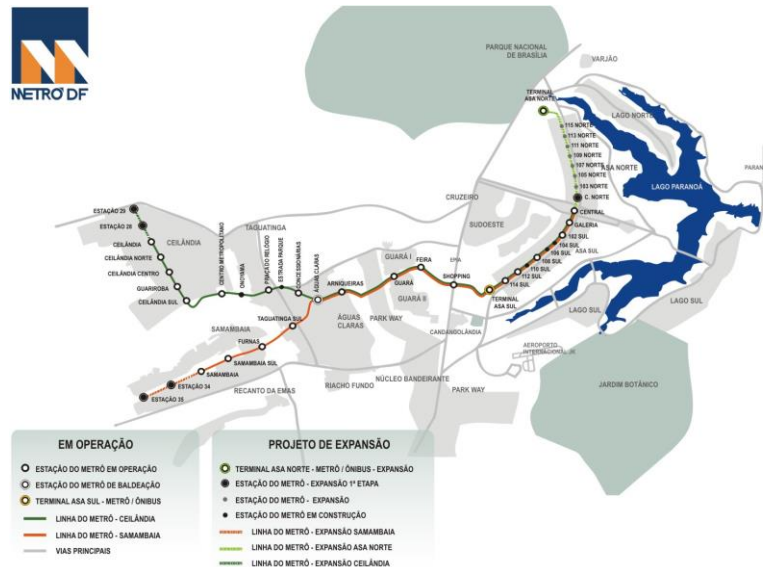 METRÔ DF
PARQUE NACIONAL
DE BRASÍLIA
VARJÃO
TERMINAL
ASA NORTE
LAGO NORTE
115 NORTE
113 NORTE
111 NORTE
109 NORTE
107 NORTE
105 NORTE
103 NORTE
ASA NORTE
C. NORTE
LAGO PARANOÁ
CRUZEIRO
SUDOESTE
CENTRAL
GALERIA
102 SUL
104 SUL
106 SUL
ASA SUL
108 SUL
110 SUL
112 SUL
114 SUL
TERMINAL
ASA SUL
EPIA
SHOPPING
FEIRA
GUARÁ I
GUARÁ
GUARÁ II
ESTAÇÃO 29
ESTAÇÃO 28
CEILÂNDIA
CEILÂNDIA
CEILÂNDIA NORTE
CEILÂNDIA CENTRO
GUARIROBA
CEILÂNDIA SUL
TAGUATINGA
CENTRO METROPOLITANO
ONOYAMA
PRAÇA DO RELÓGIO
ESTRADA PARQUE
CONCESSIONÁRIAS
ÁGUAS CLARAS
ARNIQUEIRAS
TAGUATINGA SUL
ÁGUAS
CLARAS
PARK WAY
CANDANGOLÂNDIA
LAGO SUL
LAGO SUL
SAMAMBAIA
FURNAS
SAMAMBAIA SUL
SAMAMBAIA
ESTAÇÃO 34
ESTAÇÃO 35
RECANTO DA EMAS
RIACHO FUNDO
NÚCLEO BANDEIRANTE
PARK WAY
AEROPORTO
JARDIM BOTÂNICO
EM OPERAÇÃO
ESTAÇÃO DO METRÔ EM OPERAÇÃO
ESTAÇÃO DO METRÔ DE BALDEAÇÃO
TERMINAL ASA SUL - METRÔ / ÔNIBUS
LINHA DO METRÔ - CEILÂNDIA
LINHA DO METRÔ - SAMAMBAIA
VIAS PRINCIPAIS
PROJETO DE EXPANSÃO
TERMINAL ASA NORTE - METRÔ / ÔNIBUS - EXPANSÃO
ESTAÇÃO DO METRÔ - EXPANSÃO 1ª ETAPA
ESTAÇÃO DO METRÔ - EXPANSÃO
ESTAÇÃO DO METRÔ EM CONSTRUÇÃO
LINHA DO METRÔ - EXPANSÃO SAMAMBAIA
LINHA DO METRÔ - EXPANSÃO ASA NORTE
LINHA DO METRÔ - EXPANSÃO CEILÂNDIA